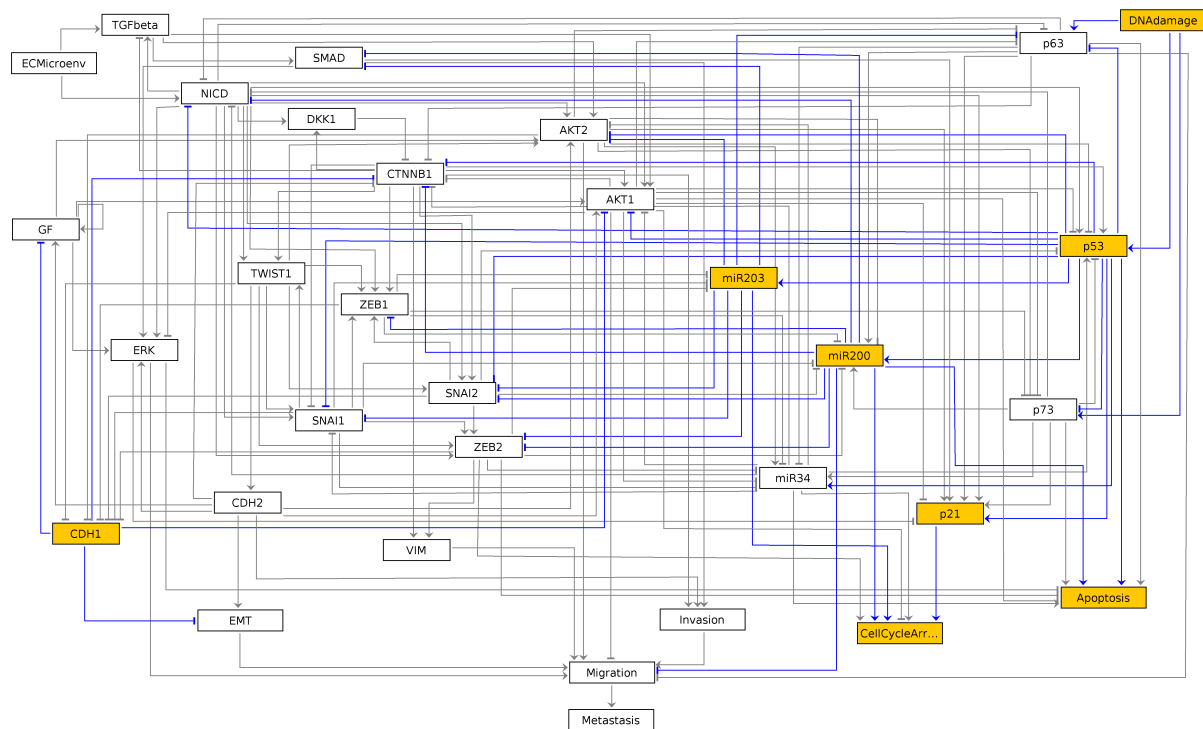 DNAdamage
TGFbeta
p63
SMAD
ECMicroenv
NICD
DKK1
AKT2
CTNNB1
AKT1
GF
p53
TWIST1
miR203
ZEB1
ERK
miR200
SNAI2
p73
SNAI1
ZEB2
miR34
CDH2
p21
CDH1
VIM
Apoptosis
EMT
Invasion
CellCycleArr...
Migration
Metastasis